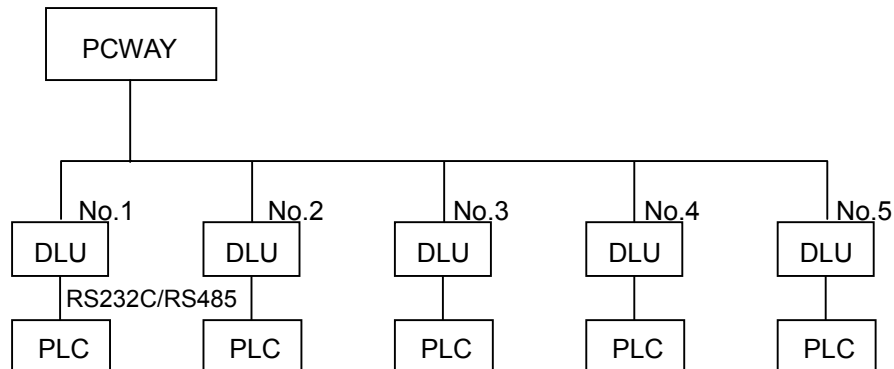 PCWAY
No.1 No.2 No.3 No.4 No.5
DLU DLU DLU DLU DLU
RS232C/RS485
PLC PLC PLC PLC PLC